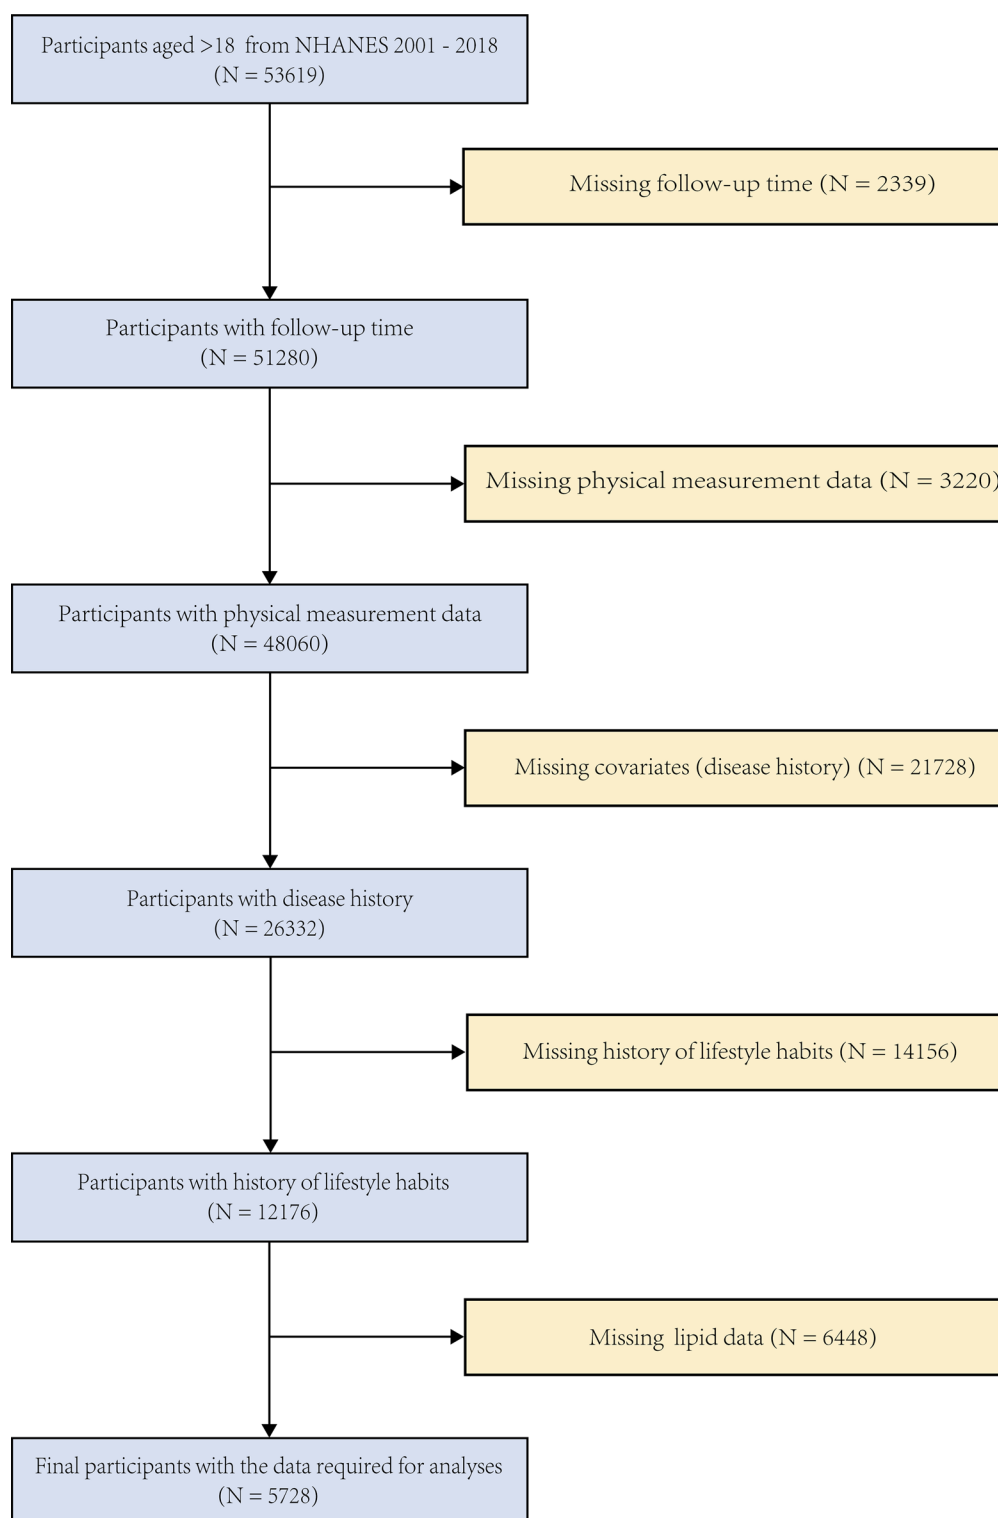 Participants aged >18 from NHANES 2001 - 2018
(N = 53619)
Missing follow-up time (N = 2339)
Participants with follow-up time
(N = 51280)
Missing physical measurement data (N = 3220)
Participants with physical measurement data
(N = 48060)
Missing covariates (disease history) (N = 21728)
Participants with disease history
(N = 26332)
Missing history of lifestyle habits (N = 14156)
Participants with history of lifestyle habits
(N = 12176)
Missing lipid data (N = 6448)
Final participants with the data required for analyses
(N = 5728)